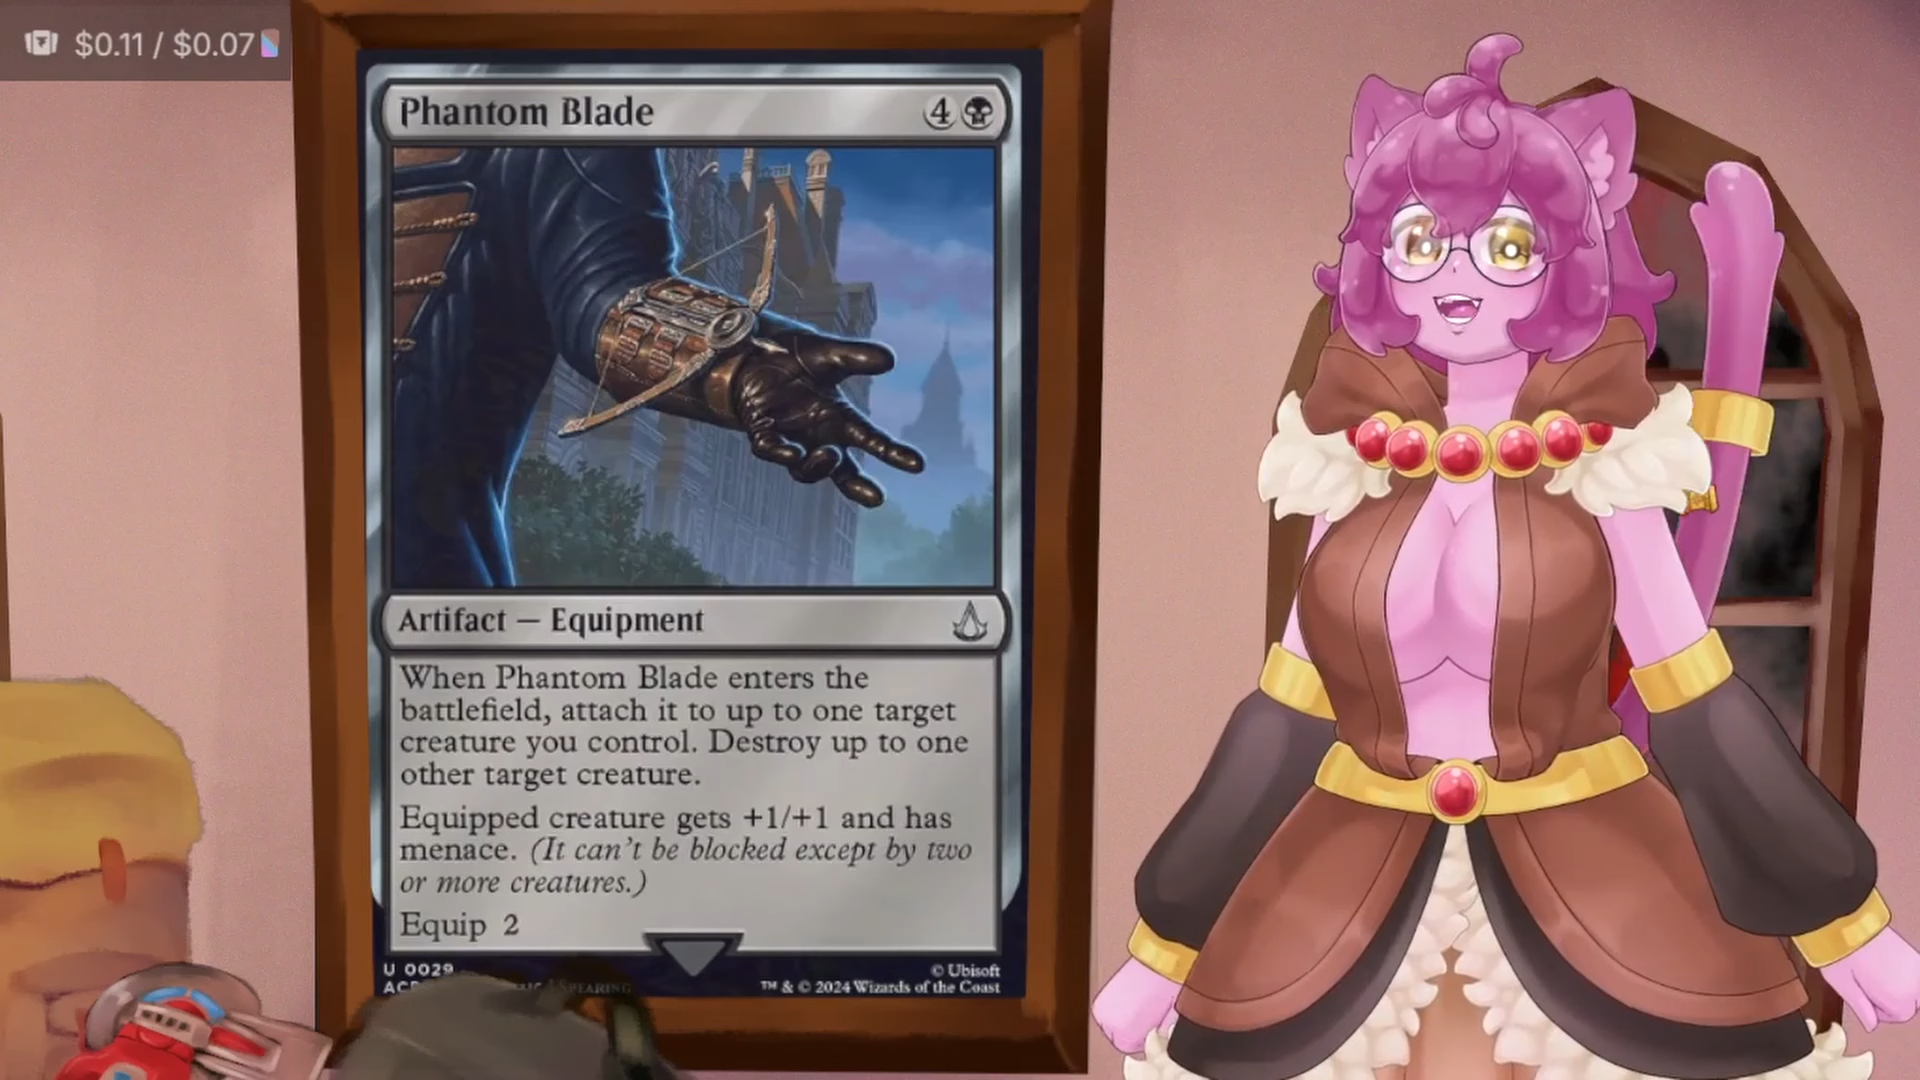 $0.11 / $0.07
Phantom Blade
4
Artifact — Equipment
When Phantom Blade enters the
battlefield, attach it to up to one target
creature you control. Destroy up to one
other target creature.
Equipped creature gets +1/+1 and has
menace. (It can't be blocked except by two
or more creatures.)
Equip 2
U 0029
© Ubisoft
SPEARING
™ & © 2024 Wizards of the Coast